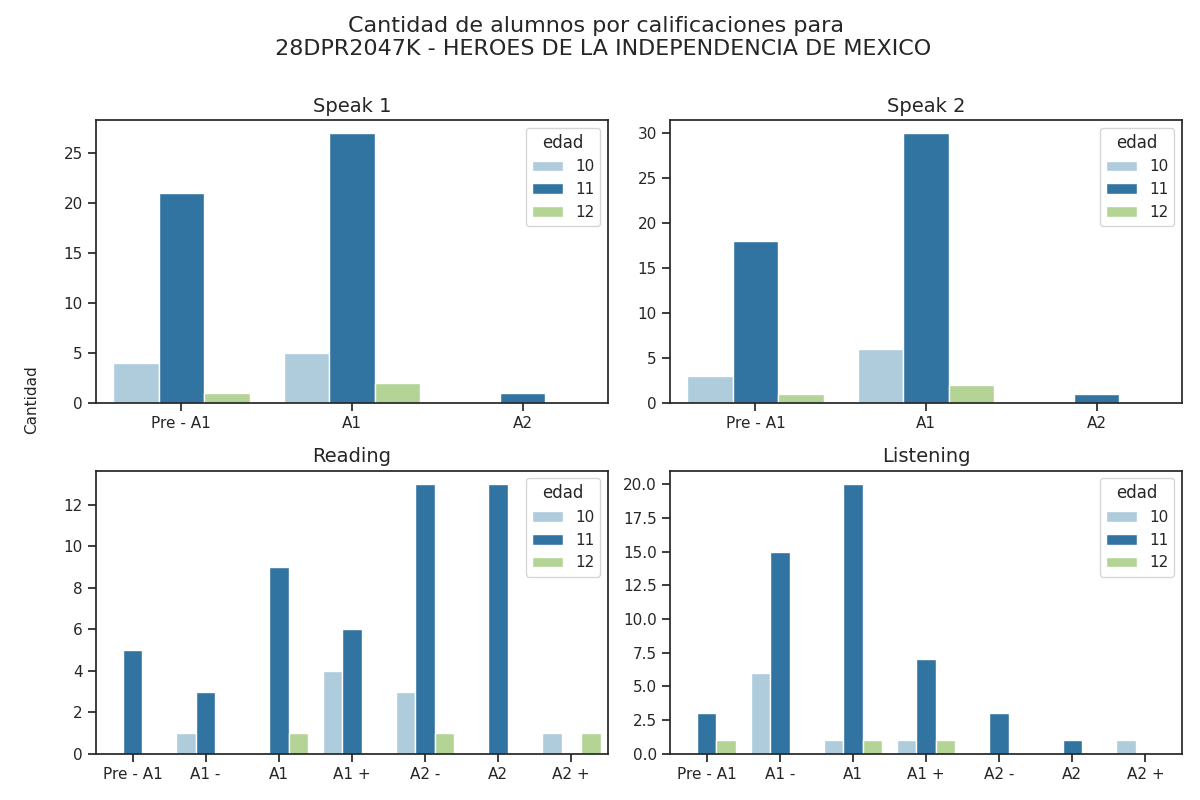 Cantidad de alumnos por calificaciones para
28DPR2047K - HEROES DE LA INDEPENDENCIA DE MEXICO
Speak 1
edad
10
11
12
25
20
15
10
5
0
Pre - A1 A1 A2
Speak 2
edad
10
11
12
30
25
20
15
10
5
0
Pre - A1 A1 A2
Cantidad
Reading
edad
10
11
12
12
10
8
6
4
2
0
Pre - A1 A1 - A1 A1 + A2 - A2 A2 +
Listening
edad
10
11
12
20.0
17.5
15.0
12.5
10.0
7.5
5.0
2.5
0.0
Pre - A1 A1 - A1 A1 + A2 - A2 A2 +